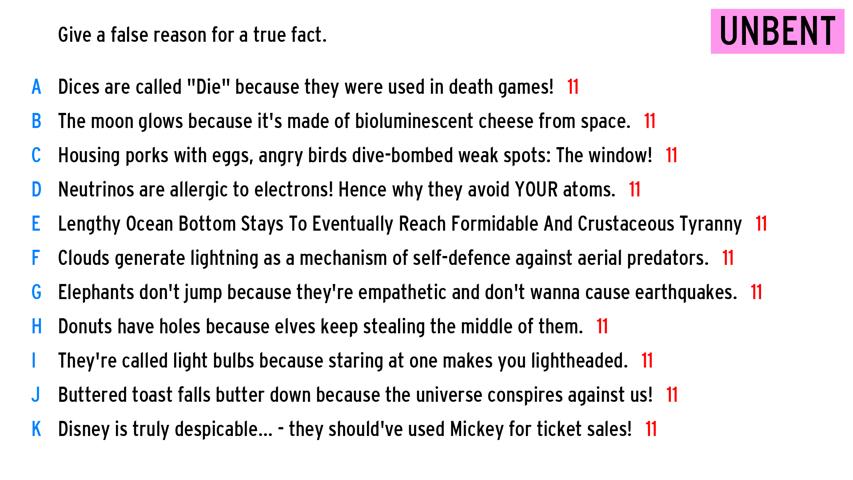 Give a false reason for a true fact.
UNBENT
A Dices are called "Die" because they were used in death games! 11
B The moon glows because it's made of bioluminescent cheese from space. 11
C Housing porks with eggs, angry birds dive-bombed weak spots: The window! 11
D Neutrinos are allergic to electrons! Hence why they avoid YOUR atoms. 11
E Lengthy Ocean Bottom Stays To Eventually Reach Formidable And Crustaceous Tyranny 11
F Clouds generate lightning as a mechanism of self-defence against aerial predators. 11
G Elephants don't jump because they're empathetic and don't wanna cause earthquakes. 11
H Donuts have holes because elves keep stealing the middle of them. 11
I They're called light bulbs because staring at one makes you lightheaded. 11
J Buttered toast falls butter down because the universe conspires against us! 11
K Disney is truly despicable... - they should've used Mickey for ticket sales! 11